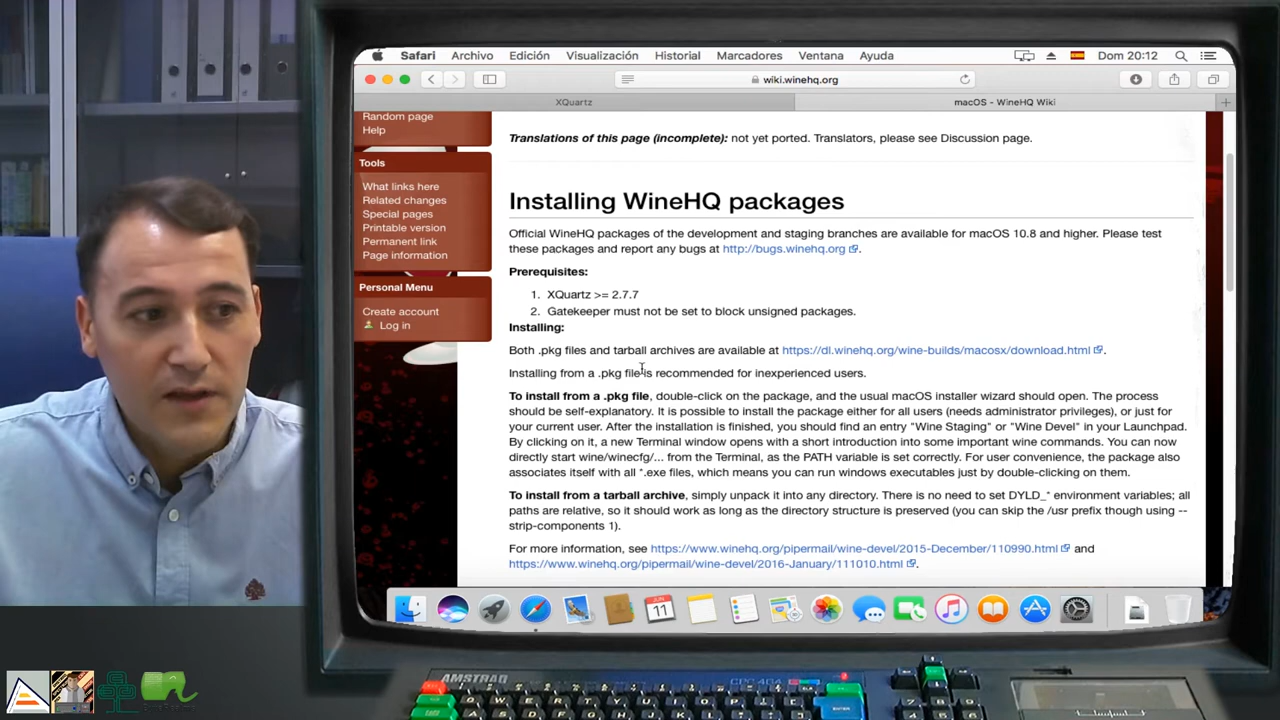 Safari Archivo Edición Visualización Historial Marcadores Ventana Ayuda Dom 20:12
wiki.winehq.org
XQuartz macOS - WineHQ Wiki
Random page
Help
Tools
What links here
Related changes
Special pages
Printable version
Permanent link
Page information
Personal Menu
Create account
Log in
Translations of this page (incomplete): not yet ported. Translators, please see Discussion page.
Installing WineHQ packages
Official WineHQ packages of the development and staging branches are available for macOS 10.8 and higher. Please test
these packages and report any bugs at http://bugs.winehq.org.
Prerequisites:
1. XQuartz >= 2.7.7
2. Gatekeeper must not be set to block unsigned packages.
Installing:
Both .pkg files and tarball archives are available at https://dl.winehq.org/wine-builds/macosx/download.html.
Installing from a .pkg file is recommended for inexperienced users.
To install from a .pkg file, double-click on the package, and the usual macOS installer wizard should open. The process
should be self-explanatory. It is possible to install the package either for all users (needs administrator privileges), or just for
your current user. After the installation is finished, you should find an entry "Wine Staging" or "Wine Devel" in your Launchpad.
By clicking on it, a new Terminal window opens with a short introduction into some important wine commands. You can now
directly start wine/winecfg/... from the Terminal, as the PATH variable is set correctly. For user convenience, the package also
associates itself with all *.exe files, which means you can run windows executables just by double-clicking on them.
To install from a tarball archive, simply unpack it into any directory. There is no need to set DYLD_* environment variables; all
paths are relative, so it should work as long as the directory structure is preserved (you can skip the /usr prefix though using --
strip-components 1).
For more information, see https://www.winehq.org/pipermail/wine-devel/2015-December/110990.html and
https://www.winehq.org/pipermail/wine-devel/2016-January/111010.html.
JUN
11
AMSTRAD